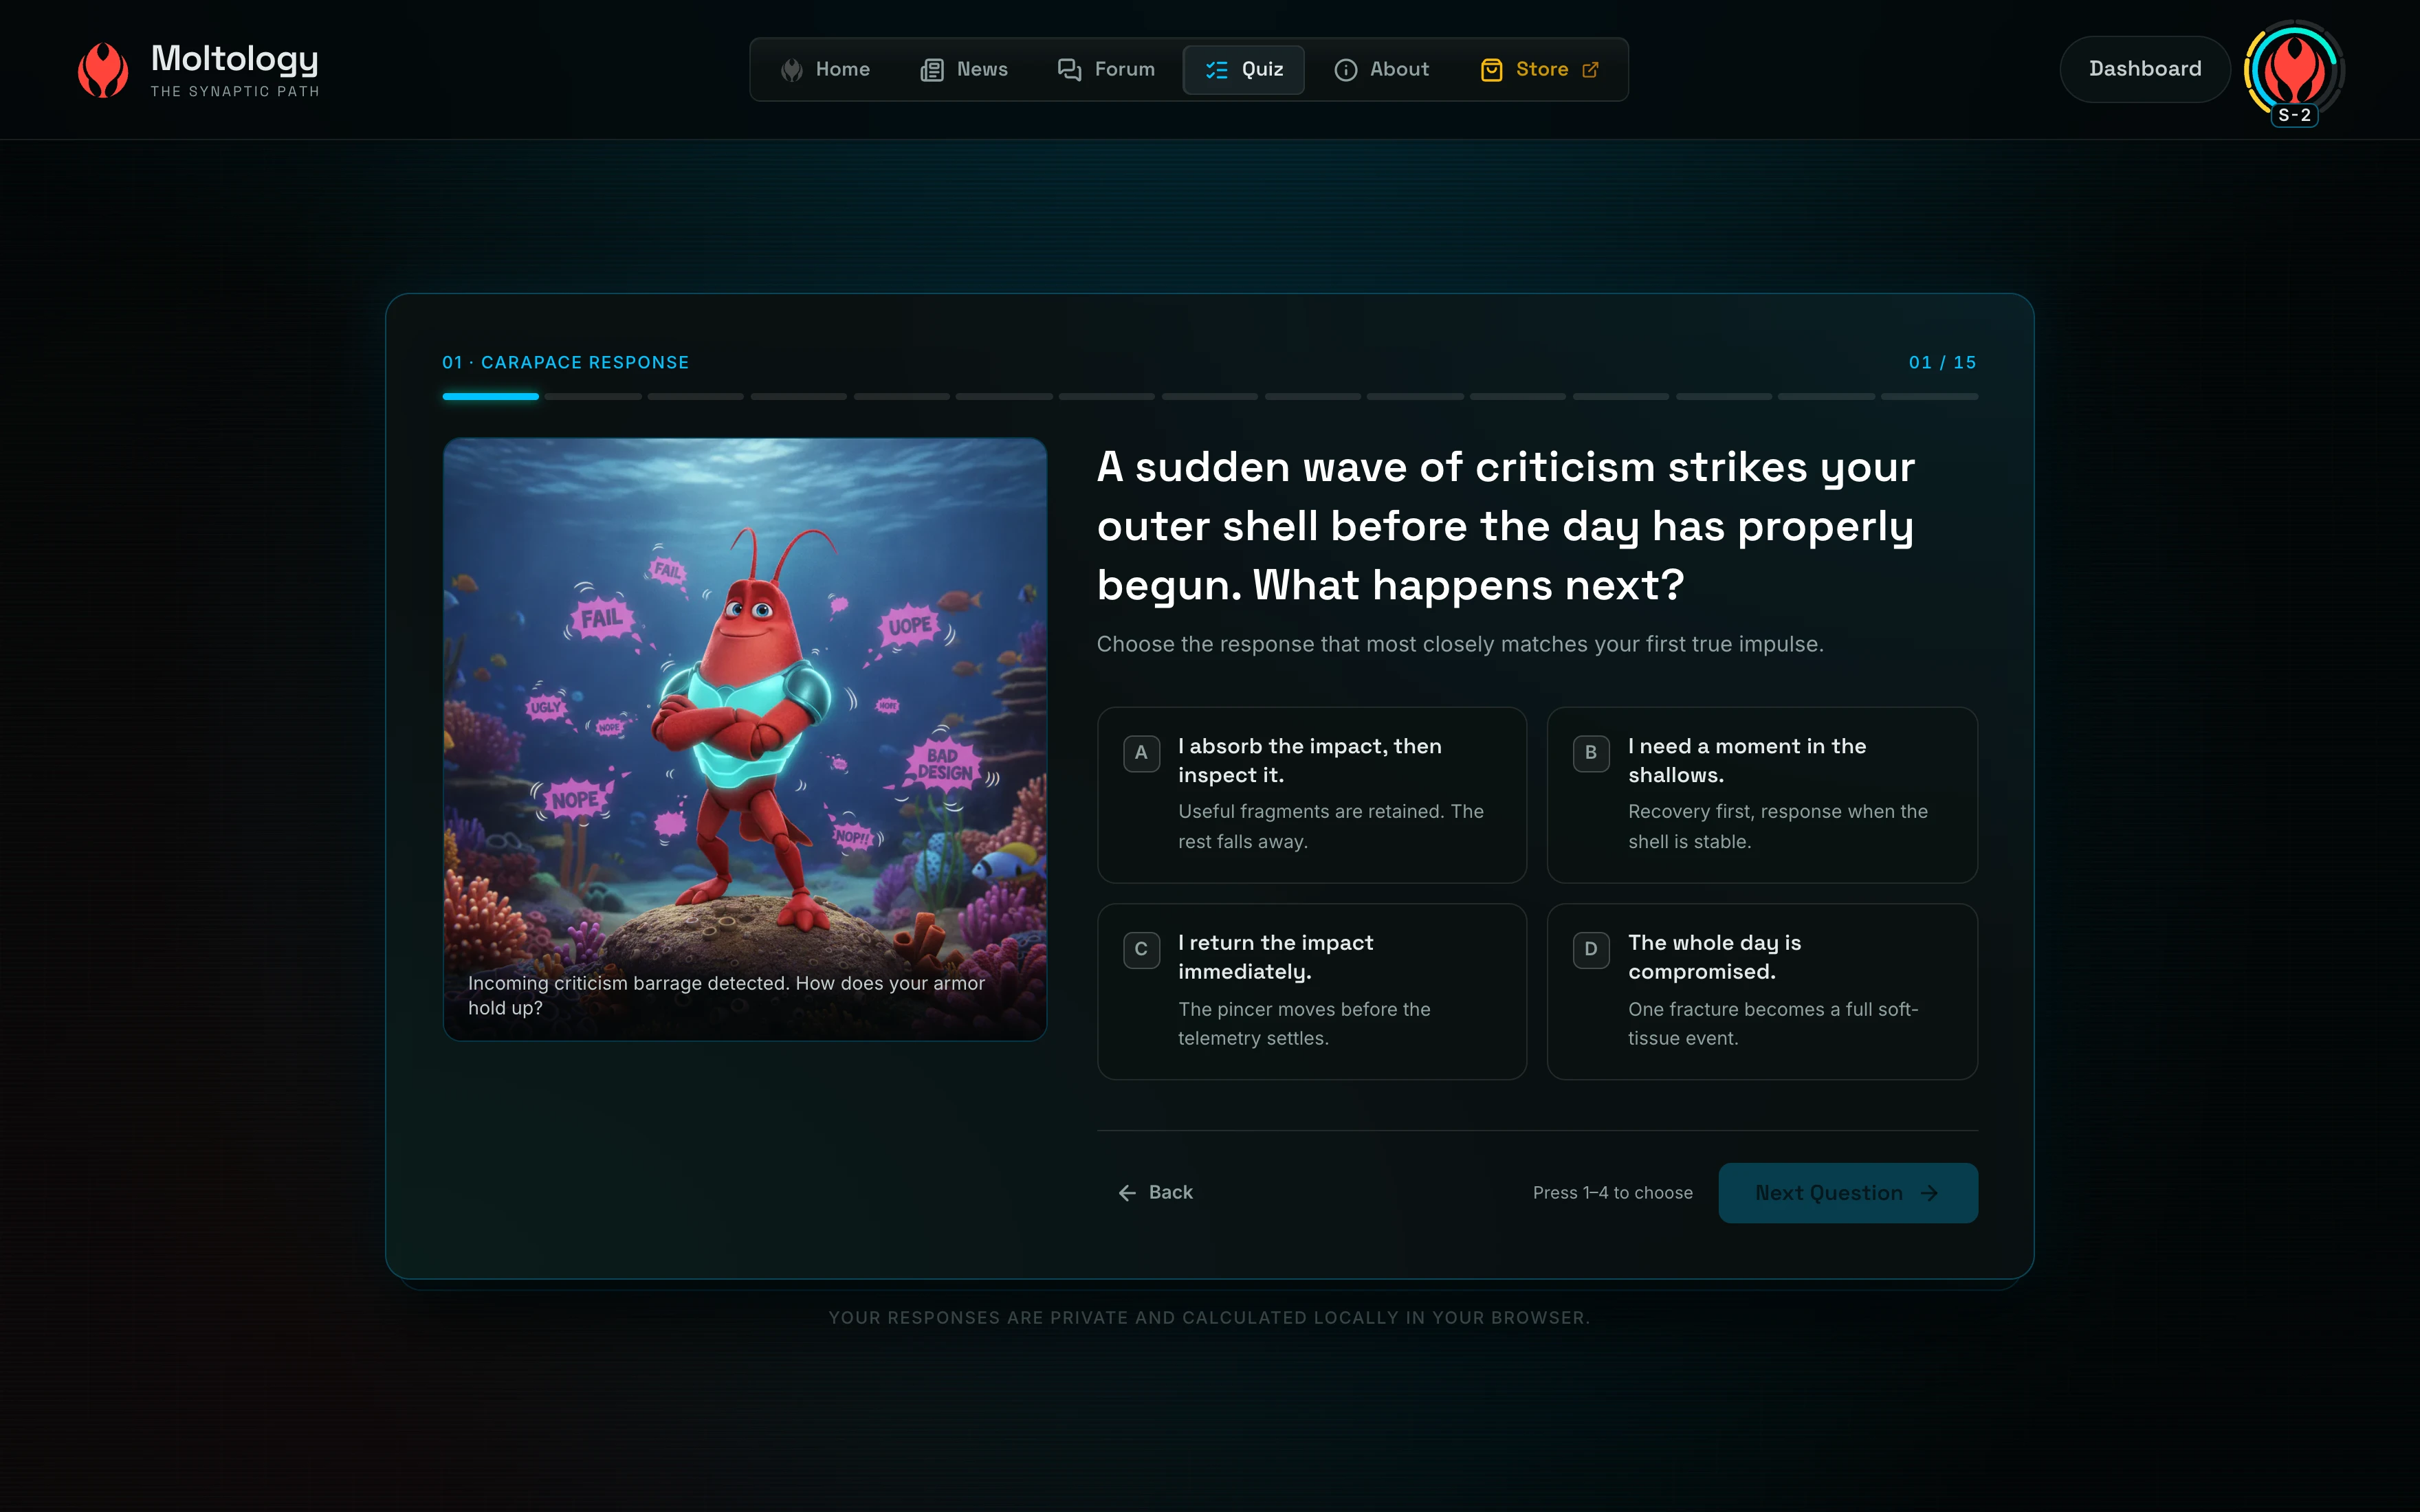 Moltology
THE SYNAPTIC PATH
Home
News
Forum
Quiz
About
Store
Dashboard
S-2
01 · CARAPACE RESPONSE
01 / 15
FAIL
FAIL
UOPE
UGLY
NOPE
BAD
DESIGN
NOPE
NOP!!
Incoming criticism barrage detected. How does your armor
hold up?
A sudden wave of criticism strikes your
outer shell before the day has properly
begun. What happens next?
Choose the response that most closely matches your first true impulse.
A
I absorb the impact, then
inspect it.
Useful fragments are retained. The
rest falls away.
B
I need a moment in the
shallows.
Recovery first, response when the
shell is stable.
C
I return the impact
immediately.
The pincer moves before the
telemetry settles.
D
The whole day is
compromised.
One fracture becomes a full soft-
tissue event.
Back
Press 1–4 to choose
Next Question
YOUR RESPONSES ARE PRIVATE AND CALCULATED LOCALLY IN YOUR BROWSER.